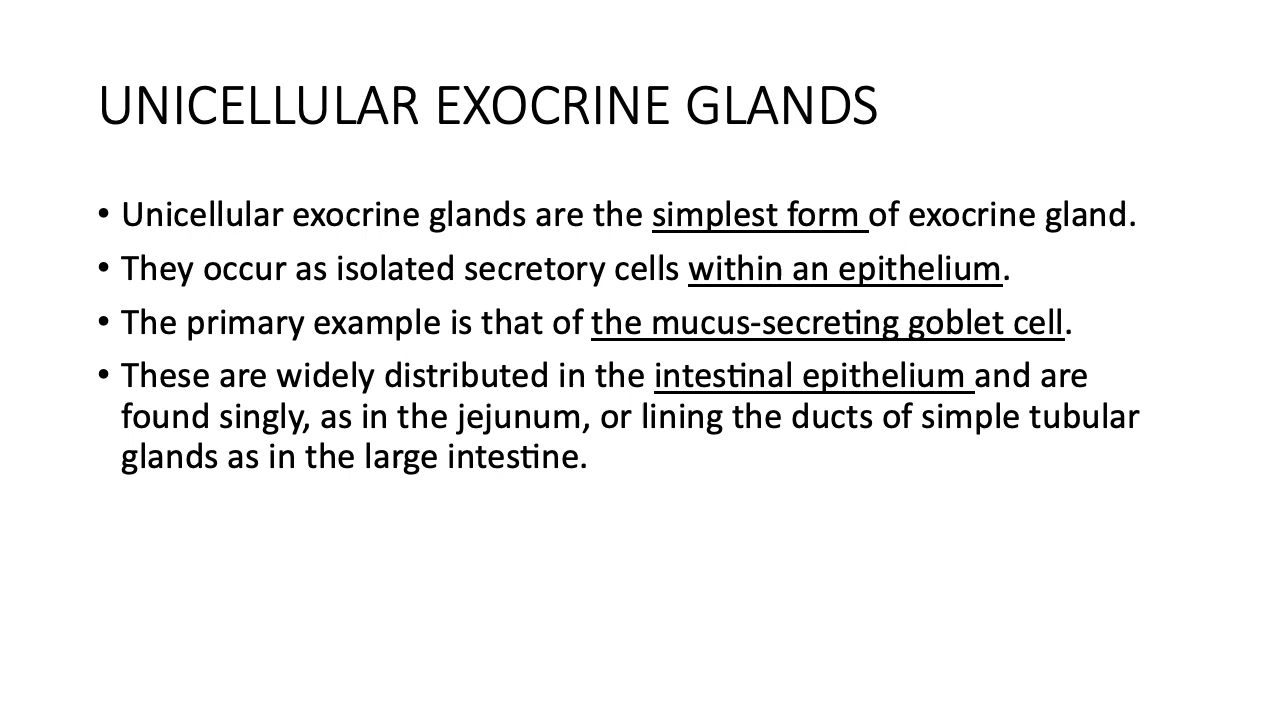 UNICELLULAR EXOCRINE GLANDS
• Unicellular exocrine glands are the simplest form of exocrine gland.
• They occur as isolated secretory cells within an epithelium.
• The primary example is that of the mucus-secreting goblet cell.
• These are widely distributed in the intestinal epithelium and are
found singly, as in the jejunum, or lining the ducts of simple tubular
glands as in the large intestine.